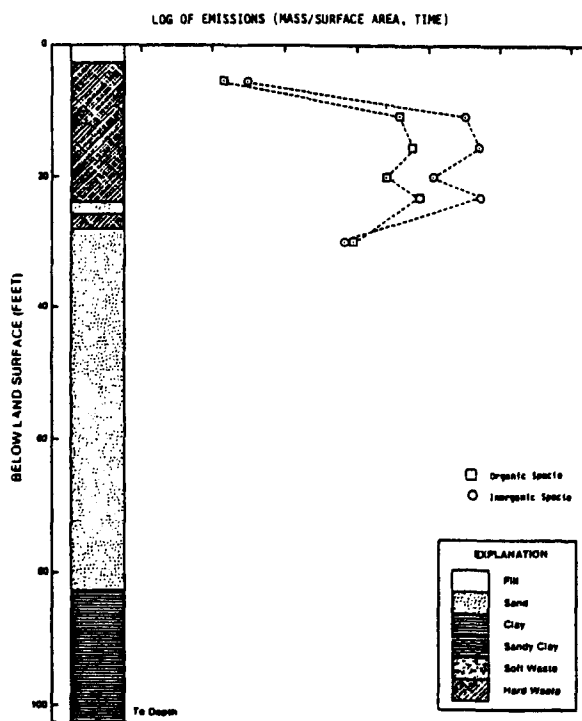 LOG OF EMISSIONS (MASS/SURFACE AREA, TIME)
0
20
40
60
80
100
BELOW LAND SURFACE (FEET)
Organic Specie
Inorganic Specie
EXPLANATION
Fill
Sand
Clay
Sandy Clay
Soft Waste
Hard Waste
To Depth